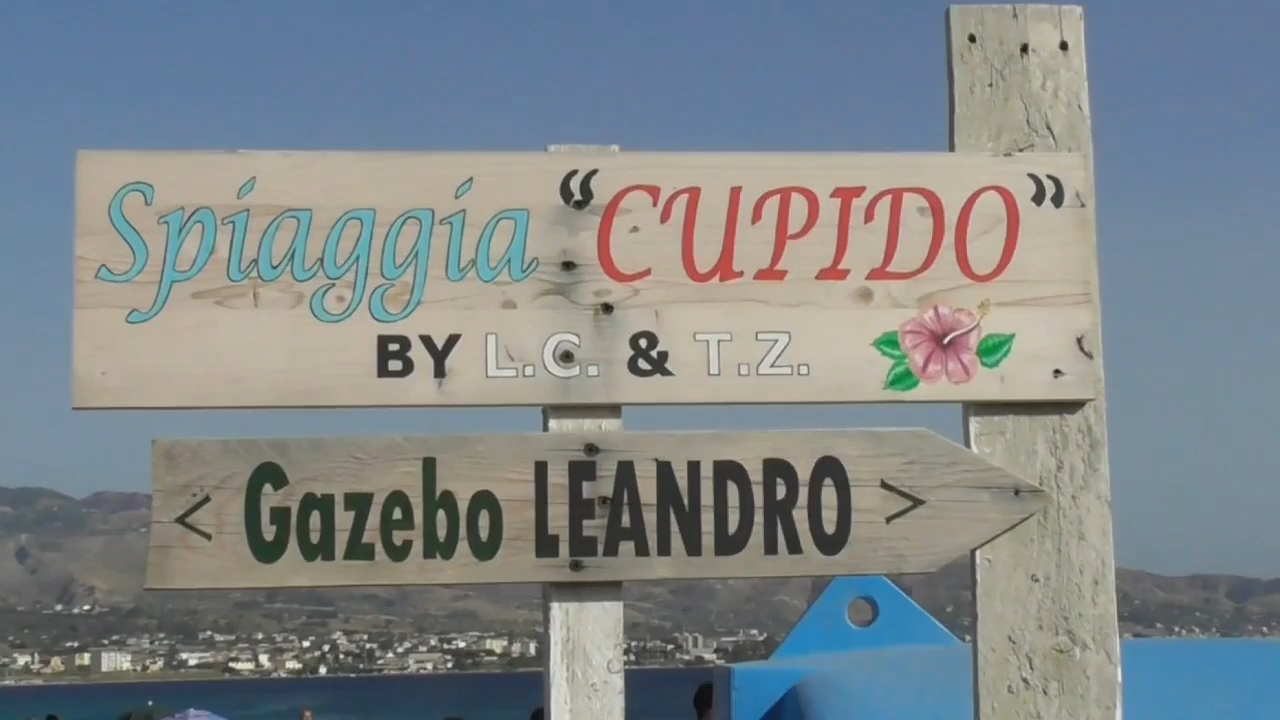 Spiaggia “CUPIDO”
BY L.C. & T.Z.
< Gazebo LEANDRO >